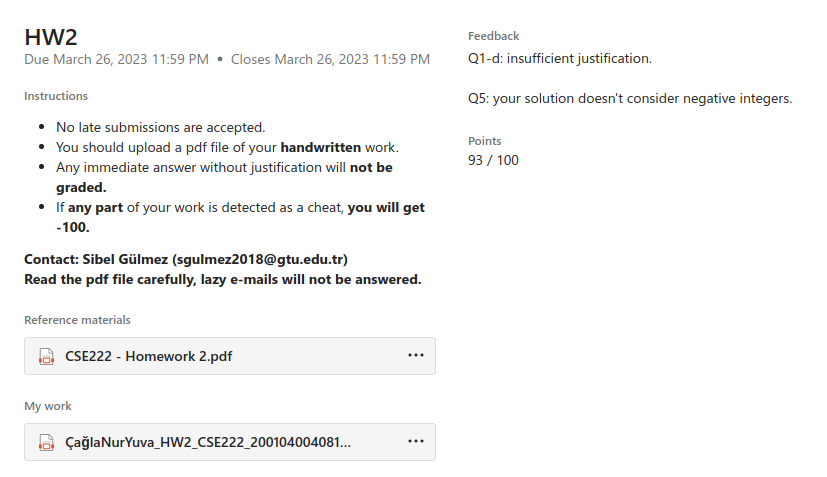 HW2
Due March 26, 2023 11:59 PM • Closes March 26, 2023 11:59 PM
Instructions
• No late submissions are accepted.
• You should upload a pdf file of your handwritten work.
• Any immediate answer without justification will not be
graded.
• If any part of your work is detected as a cheat, you will get
-100.
Contact: Sibel Gülmez (sgulmez2018@gtu.edu.tr)
Read the pdf file carefully, lazy e-mails will not be answered.
Reference materials
CSE222 - Homework 2.pdf
My work
ÇağlaNurYuva_HW2_CSE222_200104004081...
Feedback
Q1-d: insufficient justification.
Q5: your solution doesn't consider negative integers.
Points
93 / 100